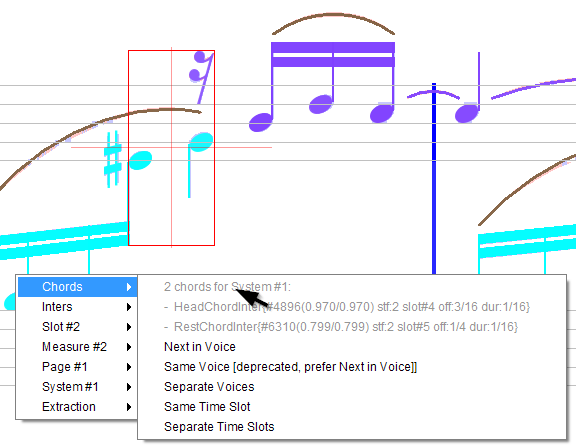 Chords
Inters
Slot #2
Measure #2
Page #1
System #1
Extraction
2 chords for System #1:
- HeadChordInter{#4896(0.970/0.970) stf:2 slot#4 off:3/16 dur:1/16}
- RestChordInter{#6310(0.799/0.799) stf:2 slot#5 off:1/4 dur:1/16}
Next in Voice
Same Voice [deprecated, prefer Next in Voice]]
Separate Voices
Same Time Slot
Separate Time Slots